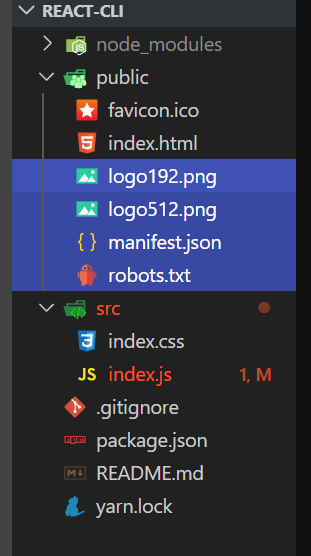 REACT-CLI
node_modules
public
favicon.ico
index.html
logo192.png
logo512.png
manifest.json
robots.txt
src
index.css
JS index.js 1, M
.gitignore
package.json
README.md
yarn.lock